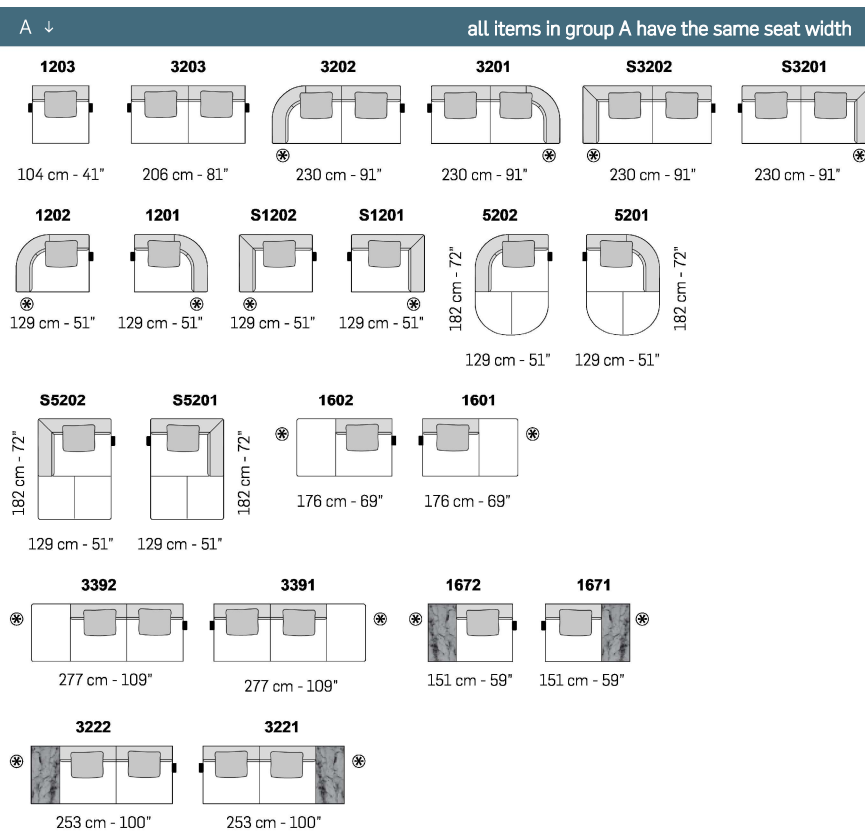 A ↓ all items in group A have the same seat width
1203 3203 3202 3201 S3202 S3201
104 cm - 41" 206 cm - 81" 230 cm - 91" 230 cm - 91" 230 cm - 91" 230 cm - 91"
1202 1201 S1202 S1201 5202 5201
182 cm - 72" 182 cm - 72"
129 cm - 51" 129 cm - 51" 129 cm - 51" 129 cm - 51"
129 cm - 51" 129 cm - 51"
S5202 S5201 1602 1601
182 cm - 72" 182 cm - 72"
176 cm - 69" 176 cm - 69"
129 cm - 51" 129 cm - 51"
3392 3391 1672 1671
277 cm - 109" 277 cm - 109" 151 cm - 59" 151 cm - 59"
3222 3221
253 cm - 100" 253 cm - 100"